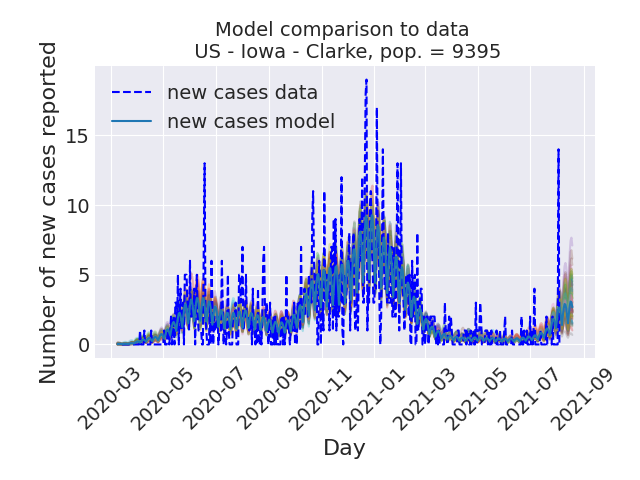 Model comparison to data
US - Iowa - Clarke, pop. = 9395
new cases data
new cases model
Number of new cases reported
15
10
5
0
2020-03
2020-05
2020-07
2020-09
2020-11
2021-01
2021-03
2021-05
2021-07
2021-09
Day